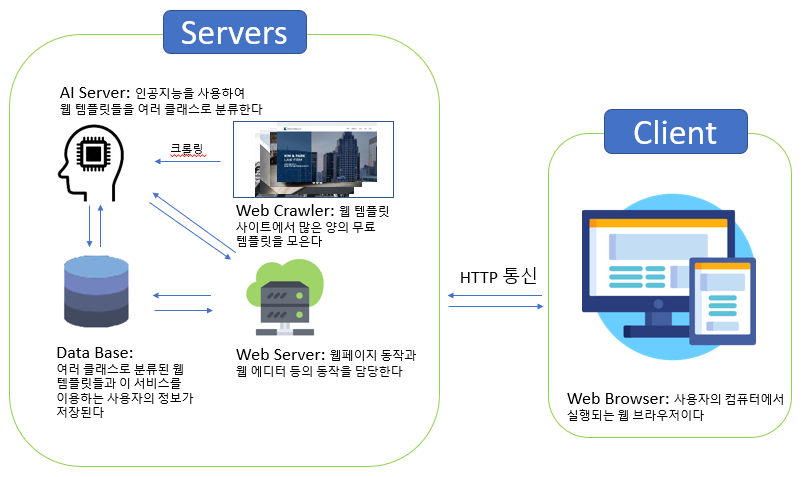 Servers
AI Server: 인공지능을 사용하여
웹 템플릿들을 여러 클래스로 분류한다
크롤링
Web Crawler: 웹 템플릿
사이트에서 많은 양의 무료
템플릿을 모은다
Data Base:
여러 클래스로 분류된 웹
템플릿들과 이 서비스를
이용하는 사용자의 정보가
저장된다
Web Server: 웹페이지 동작과
웹 에디터 등의 동작을 담당한다
HTTP 통신
Client
Web Browser: 사용자의 컴퓨터에서
실행되는 웹 브라우저이다